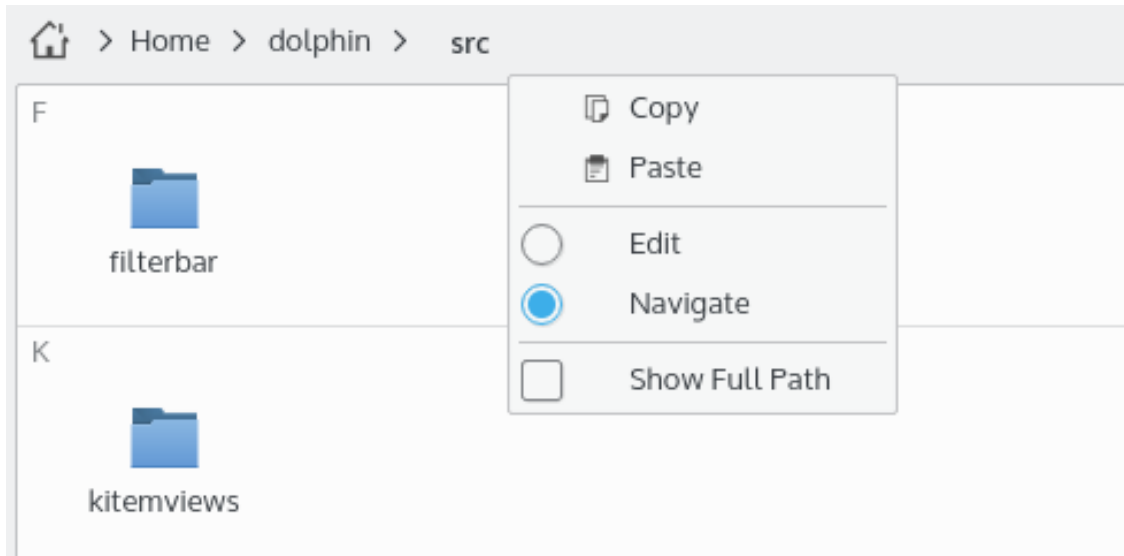 > Home > dolphin > src
F
Copy
Paste
filterbar
Edit
Navigate
K
Show Full Path
kitemviews